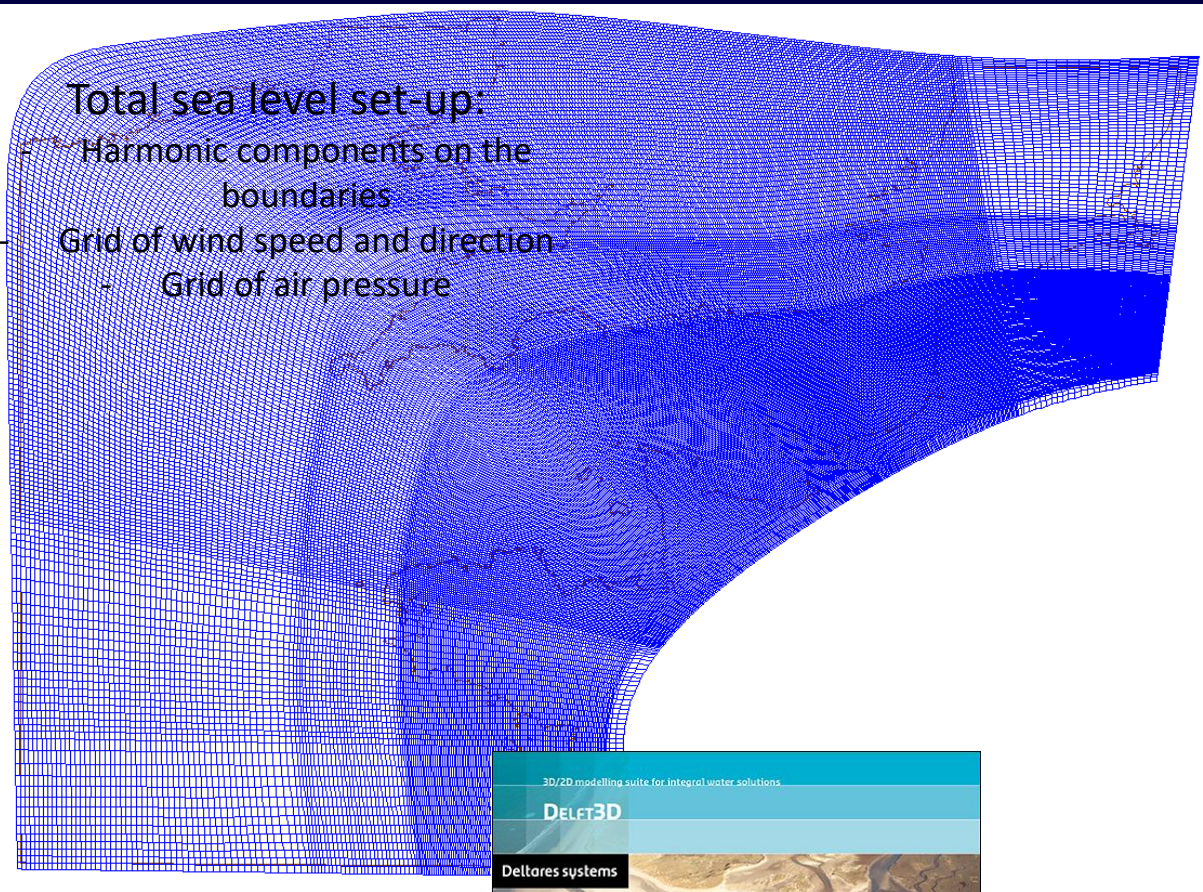 Total sea level set-up:
- Harmonic components on the
boundaries
- Grid of wind speed and direction
- Grid of air pressure
3D/2D modelling suite for integral water solutions
DELFT3D
Deltares systems